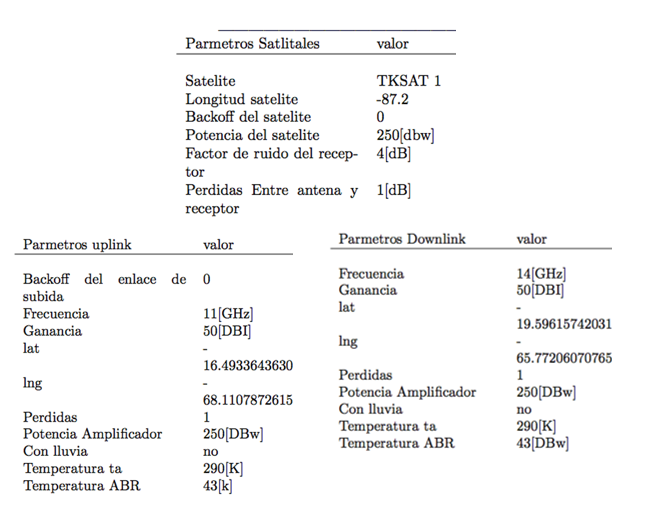 Parmetros Satlitales valor
Satelite TKSAT 1
Longitud satelite -87.2
Backoff del satelite 0
Potencia del satelite 250[dbw]
Factor de ruido del recep- 4[dB]
tor
Perdidas Entre antena y 1[dB]
receptor
Parmetros uplink valor
Backoff del enlace de 0
subida
Frecuencia 11[GHz]
Ganancia 50[DBI]
lat -
16.4933643630
lng -
68.1107872615
Perdidas 1
Potencia Amplificador 250[DBw]
Con lluvia no
Temperatura ta 290[K]
Temperatura ABR 43[k]
Parmetros Downlink valor
Frecuencia 14[GHz]
Ganancia 50[DBI]
lat -
19.59615742031
lng -
65.77206070765
Perdidas 1
Potencia Amplificador 250[DBw]
Con lluvia no
Temperatura ta 290[K]
Temperatura ABR 43[DBw]